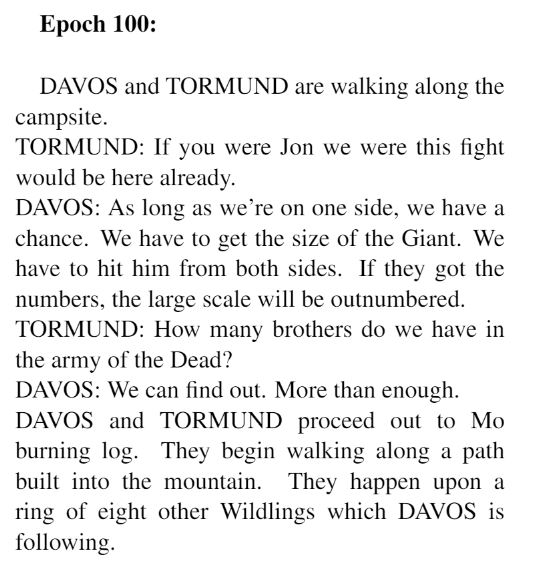 Epoch 100:
DAVOS and TORMUND are walking along the
campsite.
TORMUND: If you were Jon we were this fight
would be here already.
DAVOS: As long as we're on one side, we have a
chance. We have to get the size of the Giant. We
have to hit him from both sides. If they got the
numbers, the large scale will be outnumbered.
TORMUND: How many brothers do we have in
the army of the Dead?
DAVOS: We can find out. More than enough.
DAVOS and TORMUND proceed out to Mo
burning log. They begin walking along a path
built into the mountain. They happen upon a
ring of eight other Wildlings which DAVOS is
following.